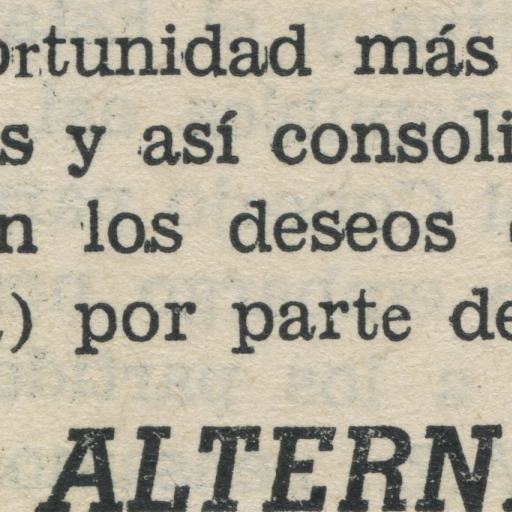 ortunidad más
s y así consoli
n los deseos
) por parte de
ALTERN